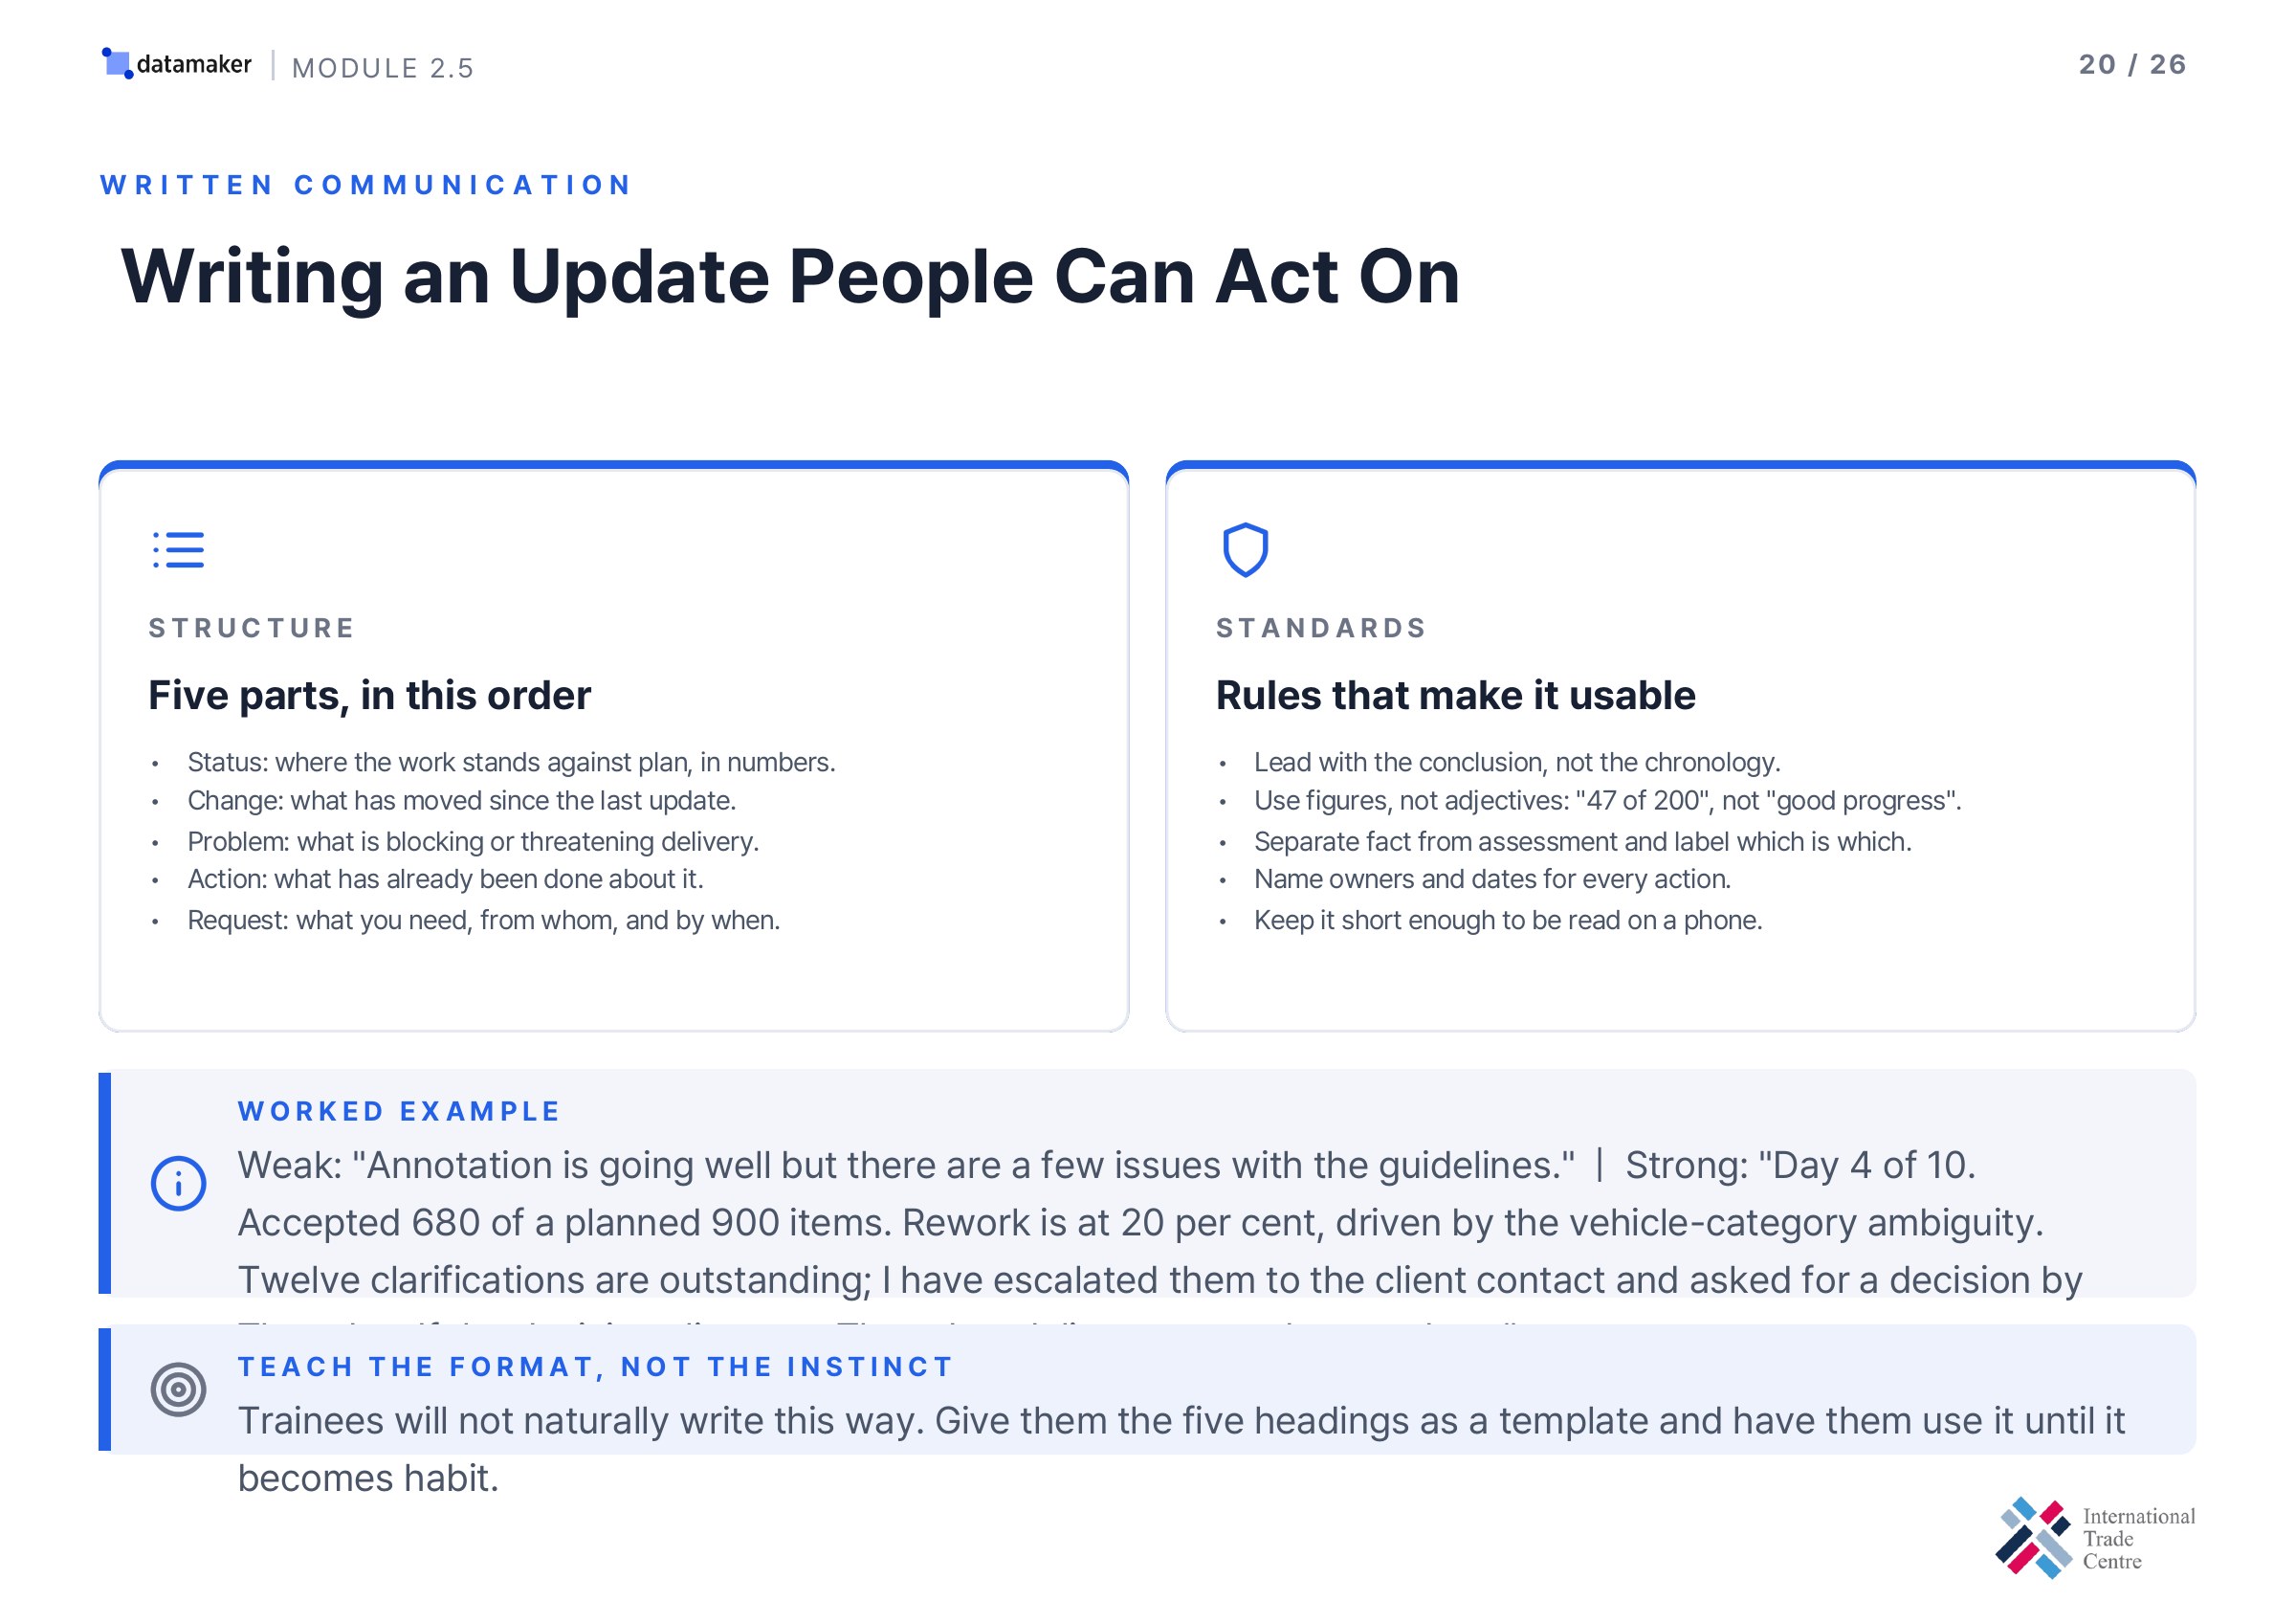 datamaker
MODULE 2.5
20 / 26
WRITTEN COMMUNICATION
Writing an Update People Can Act On
STRUCTURE
Five parts, in this order
• Status: where the work stands against plan, in numbers.
• Change: what has moved since the last update.
• Problem: what is blocking or threatening delivery.
• Action: what has already been done about it.
• Request: what you need, from whom, and by when.
STANDARDS
Rules that make it usable
• Lead with the conclusion, not the chronology.
• Use figures, not adjectives: "47 of 200", not "good progress".
• Separate fact from assessment and label which is which.
• Name owners and dates for every action.
• Keep it short enough to be read on a phone.
WORKED EXAMPLE
Weak: "Annotation is going well but there are a few issues with the guidelines." | Strong: "Day 4 of 10.
Accepted 680 of a planned 900 items. Rework is at 20 per cent, driven by the vehicle-category ambiguity.
Twelve clarifications are outstanding; I have escalated them to the client contact and asked for a decision by
TEACH THE FORMAT, NOT THE INSTINCT
Trainees will not naturally write this way. Give them the five headings as a template and have them use it until it
becomes habit.
International
Trade
Centre